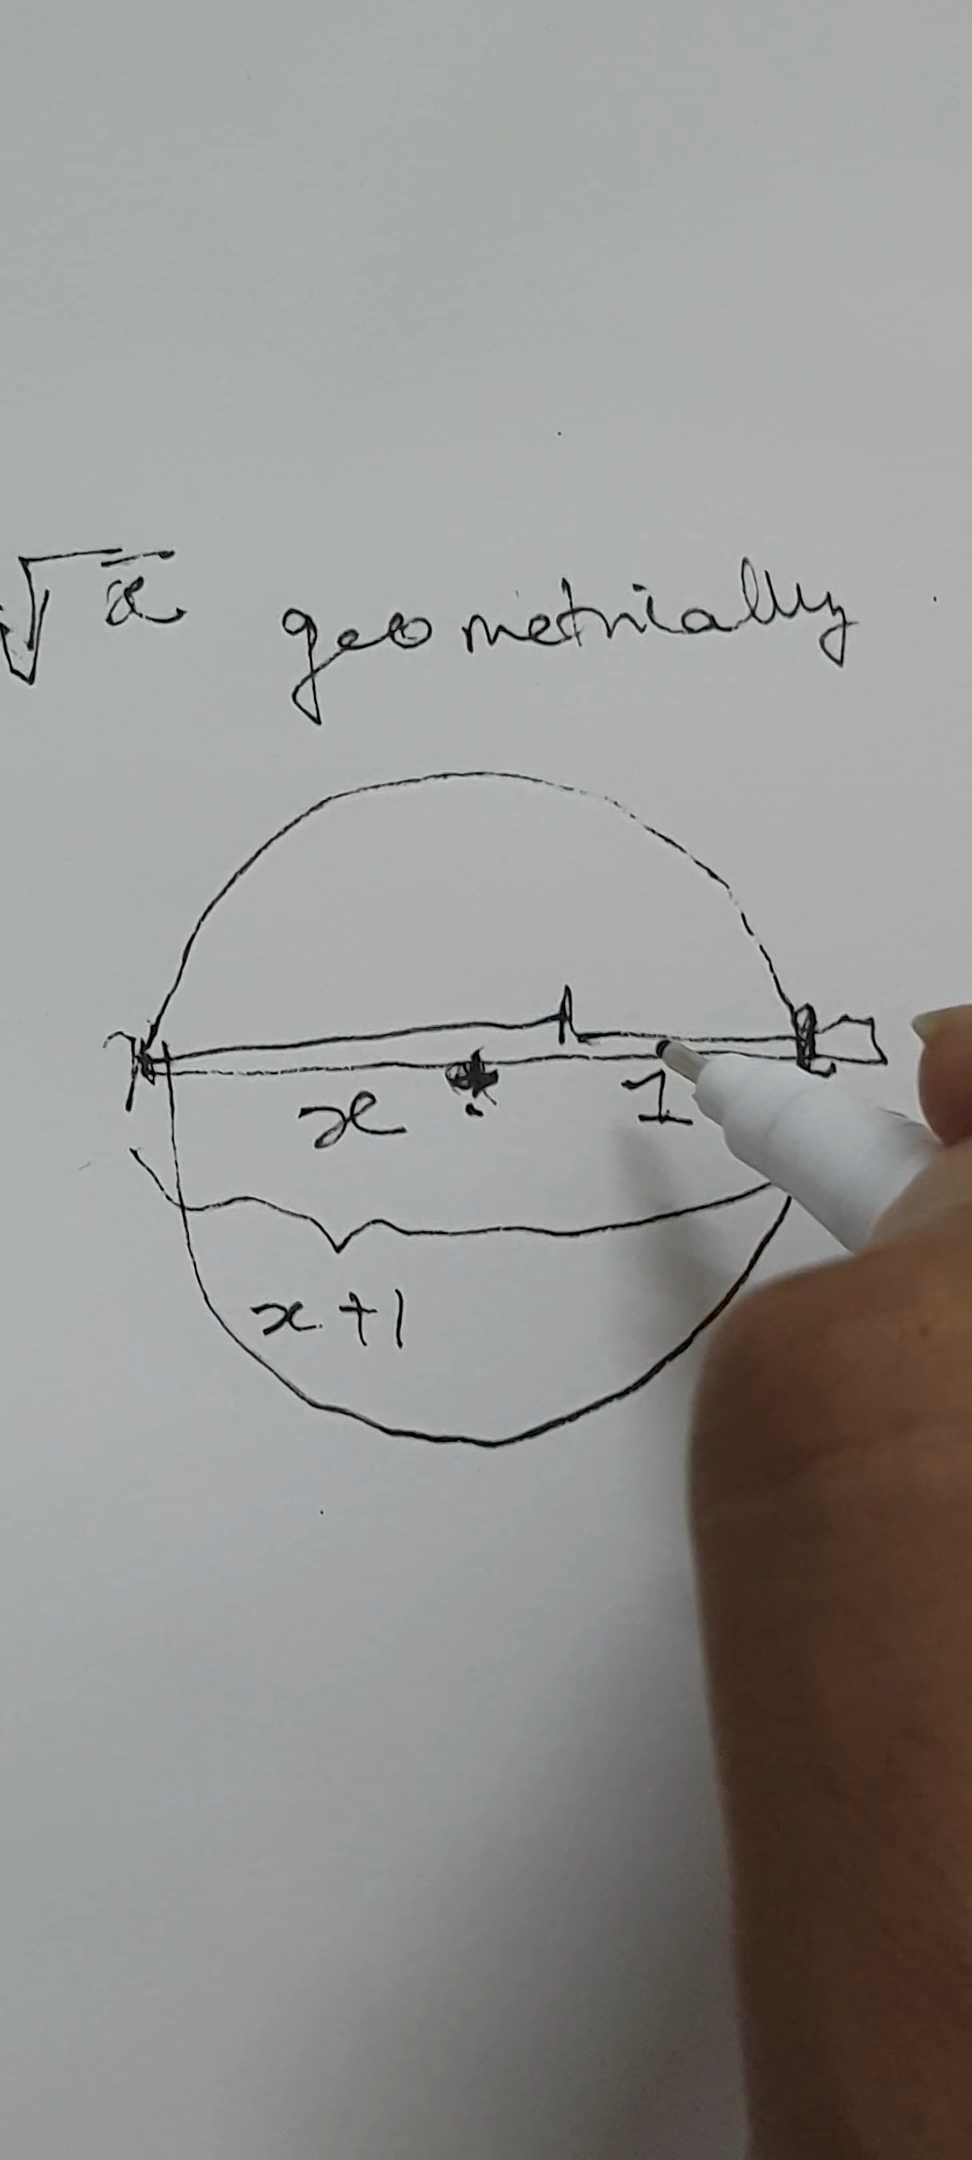 √x geometrically
x 1
x + 1